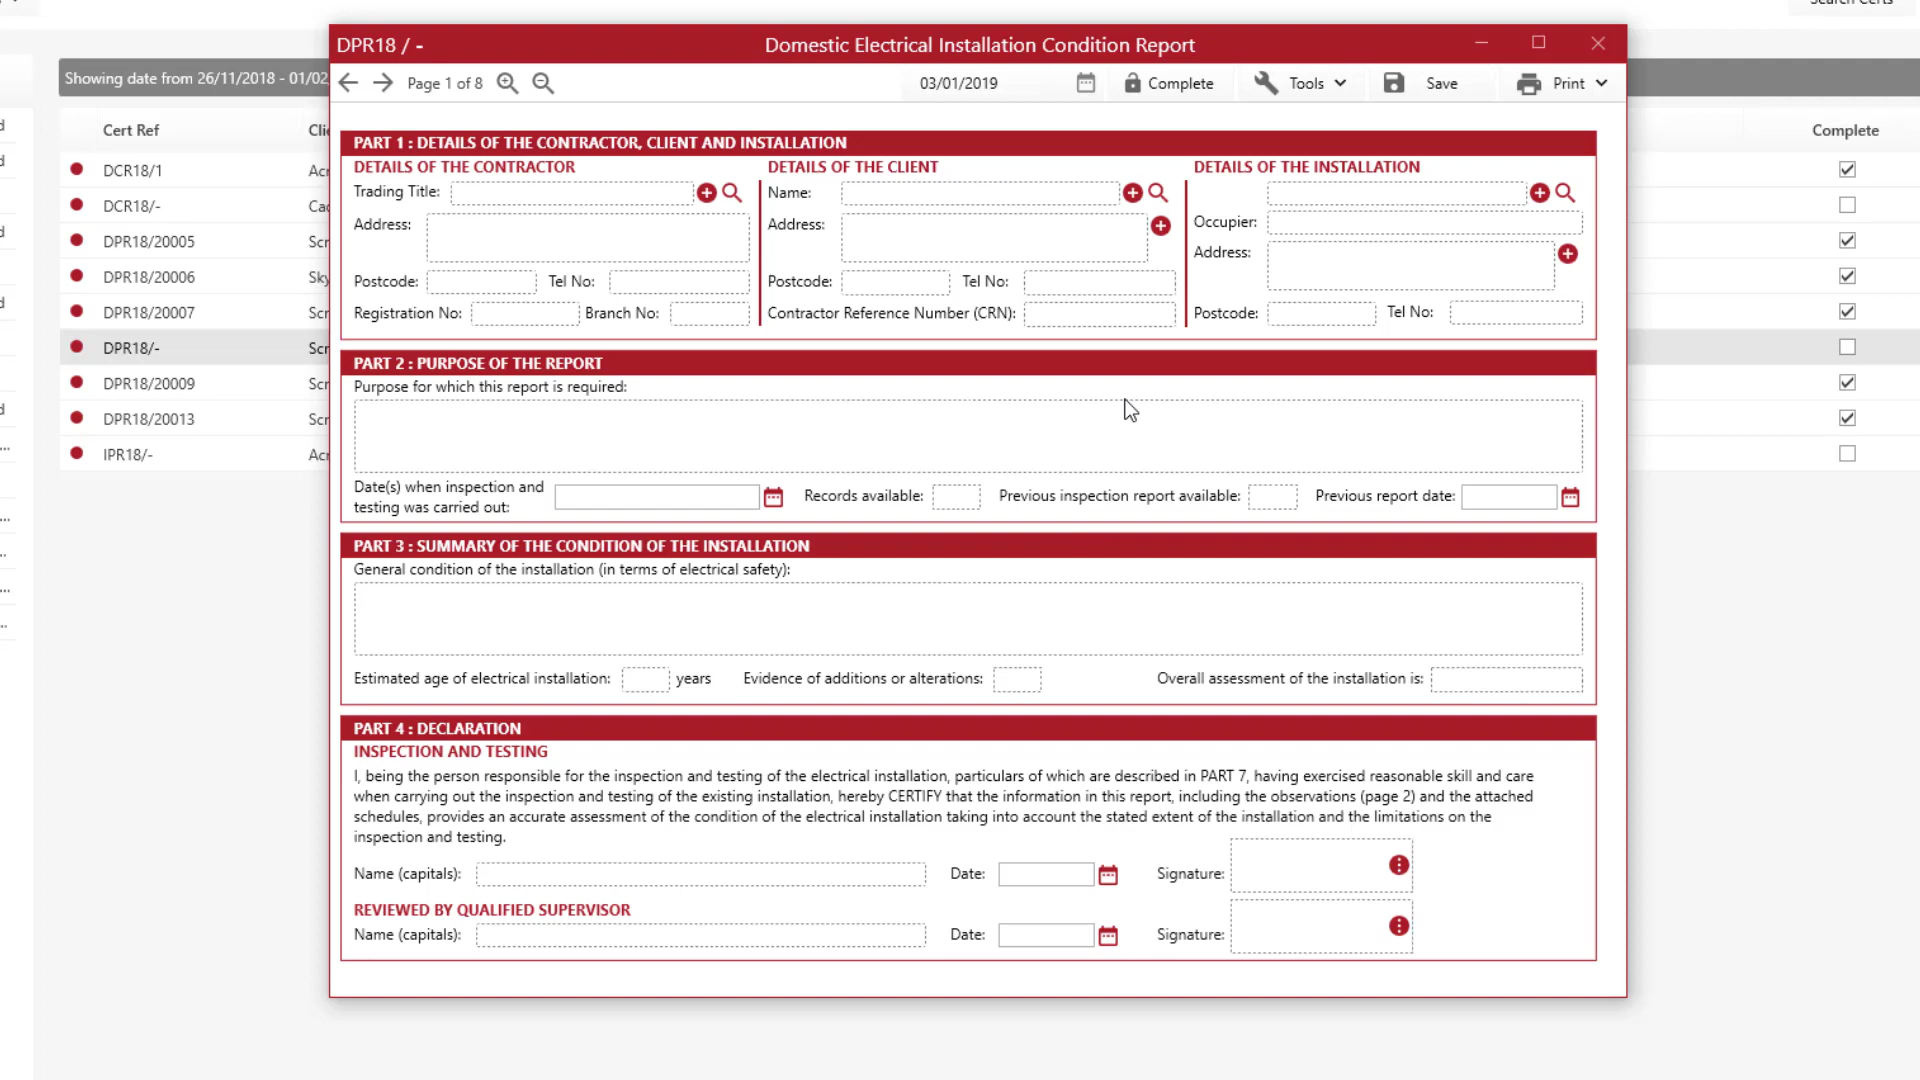 Search Certs
Showing date from 26/11/2018 - 01/02
Cert Ref
Complete
DCR18/1
DCR18/-
DPR18/20005
DPR18/20006
DPR18/20007
DPR18/-
DPR18/20009
DPR18/20013
IPR18/-
DPR18 / -
Domestic Electrical Installation Condition Report
Page 1 of 8
03/01/2019
Complete
Tools
Save
Print
PART 1 : DETAILS OF THE CONTRACTOR, CLIENT AND INSTALLATION
DETAILS OF THE CONTRACTOR
Trading Title:
Address:
Postcode:
Tel No:
Registration No:
Branch No:
DETAILS OF THE CLIENT
Name:
Address:
Postcode:
Tel No:
Contractor Reference Number (CRN):
DETAILS OF THE INSTALLATION
Occupier:
Address:
Postcode:
Tel No:
PART 2 : PURPOSE OF THE REPORT
Purpose for which this report is required:
Date(s) when inspection and
testing was carried out:
Records available:
Previous inspection report available:
Previous report date:
PART 3 : SUMMARY OF THE CONDITION OF THE INSTALLATION
General condition of the installation (in terms of electrical safety):
Estimated age of electrical installation:
years
Evidence of additions or alterations:
Overall assessment of the installation is:
PART 4 : DECLARATION
INSPECTION AND TESTING
I, being the person responsible for the inspection and testing of the electrical installation, particulars of which are described in PART 7, having exercised reasonable skill and care
when carrying out the inspection and testing of the existing installation, hereby CERTIFY that the information in this report, including the observations (page 2) and the attached
schedules, provides an accurate assessment of the condition of the electrical installation taking into account the stated extent of the installation and the limitations on the
inspection and testing.
Name (capitals):
Date:
Signature:
REVIEWED BY QUALIFIED SUPERVISOR
Name (capitals):
Date:
Signature: